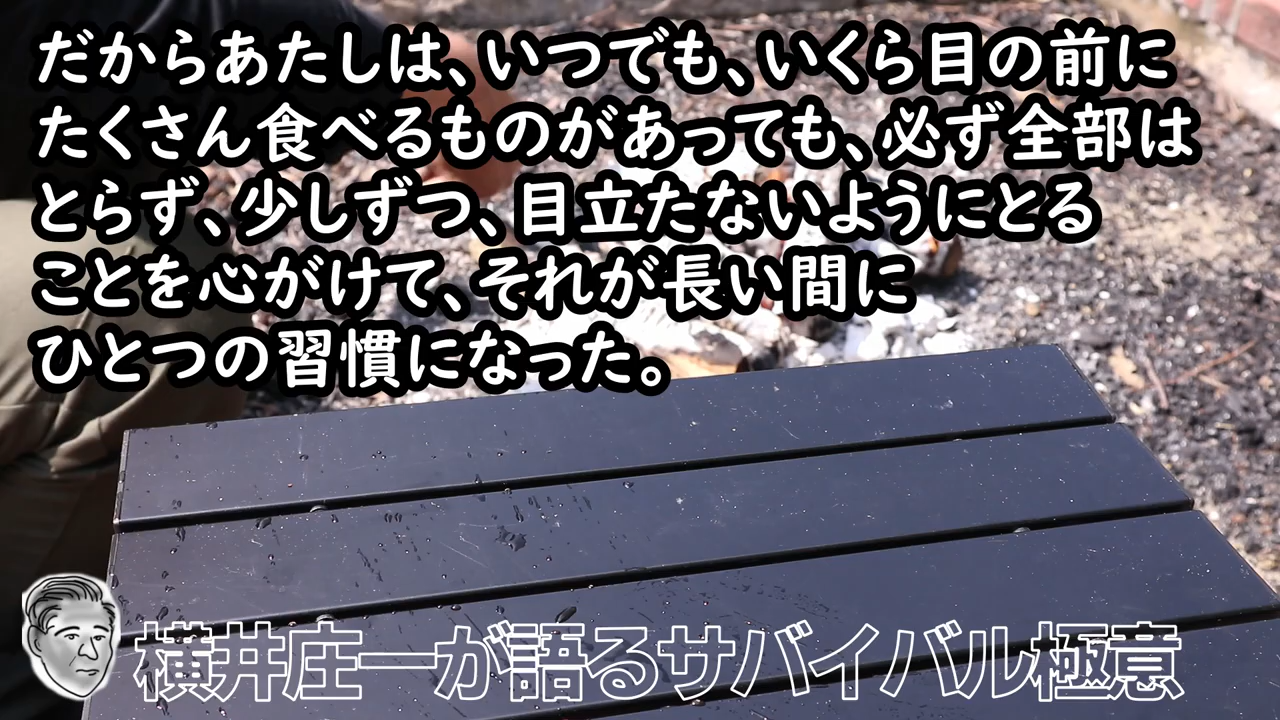 だからあたしは、いつでも、いくら目の前に
たくさん食べるものがあっても、必ず全部は
とらず、少しずつ、目立たないようにとる
ことを心がけて、それが長い間に
ひとつの習慣になった。
横井庄一が語るサバイバル極意